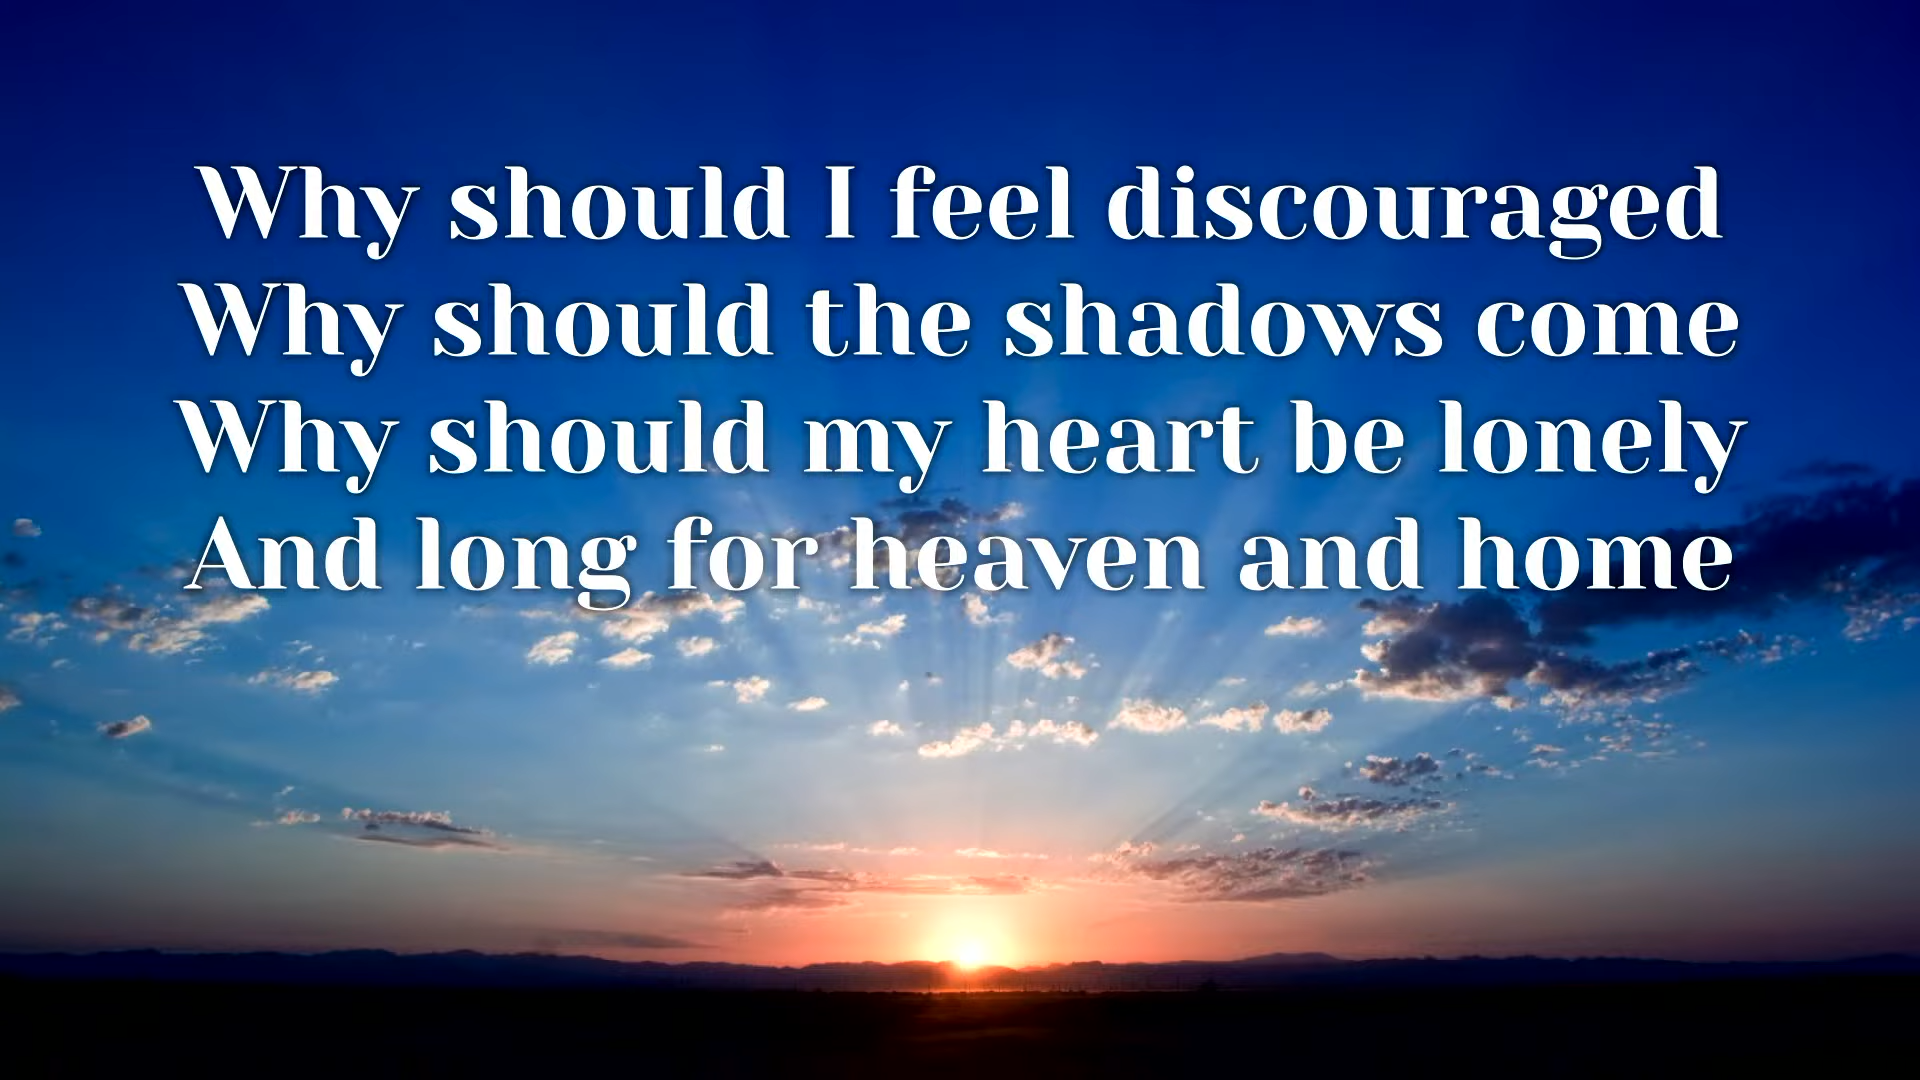 Why should I feel discouraged
Why should the shadows come
Why should my heart be lonely
And long for heaven and home